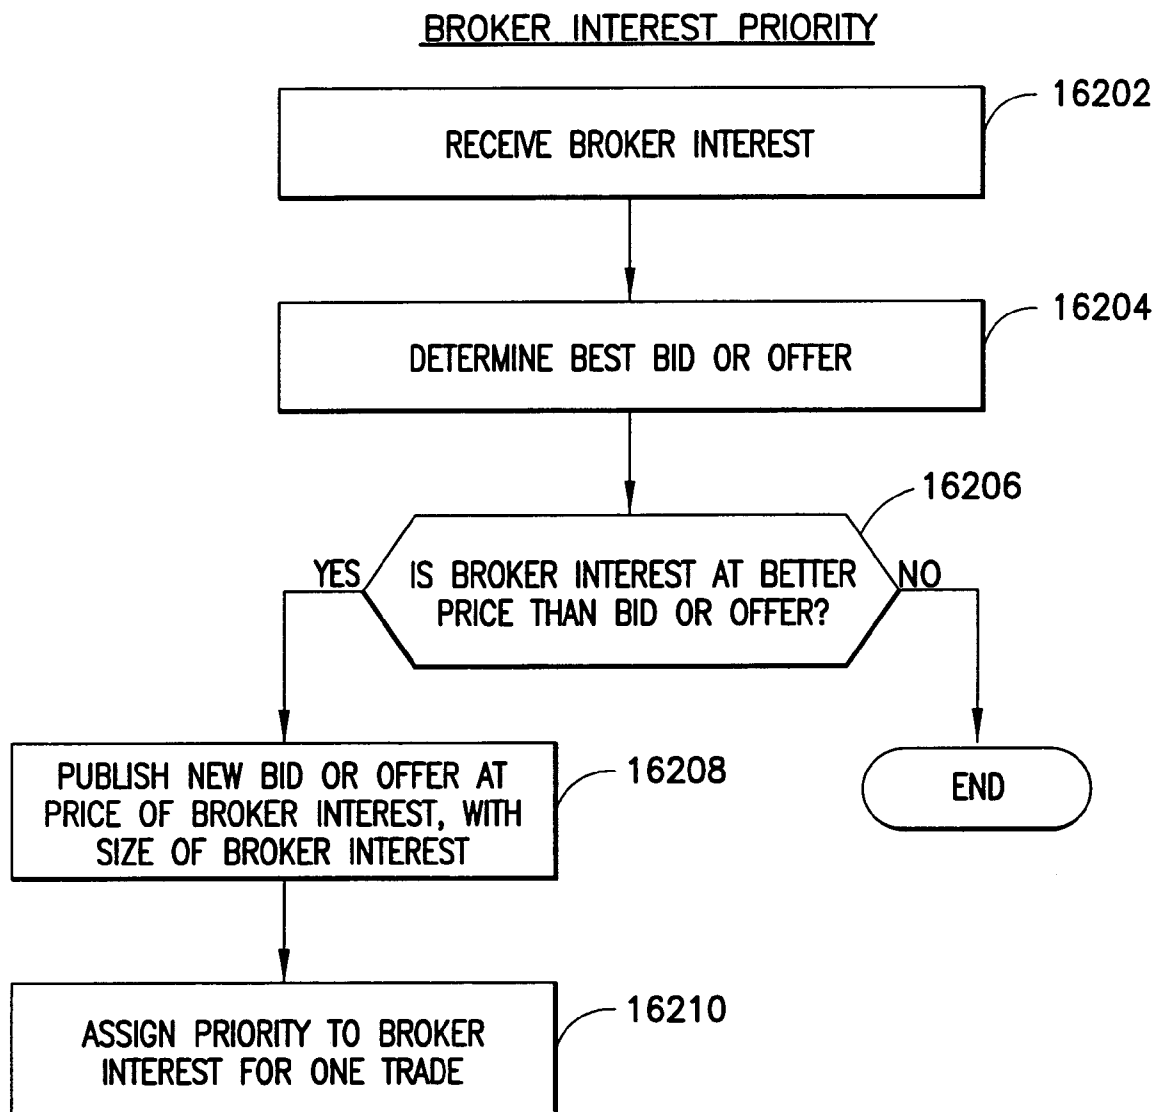 BROKER INTEREST PRIORITY
16202
RECEIVE BROKER INTEREST
16204
DETERMINE BEST BID OR OFFER
16206
YES
IS BROKER INTEREST AT BETTER
PRICE THAN BID OR OFFER?
NO
16208
PUBLISH NEW BID OR OFFER AT
PRICE OF BROKER INTEREST, WITH
SIZE OF BROKER INTEREST
END
16210
ASSIGN PRIORITY TO BROKER
INTEREST FOR ONE TRADE